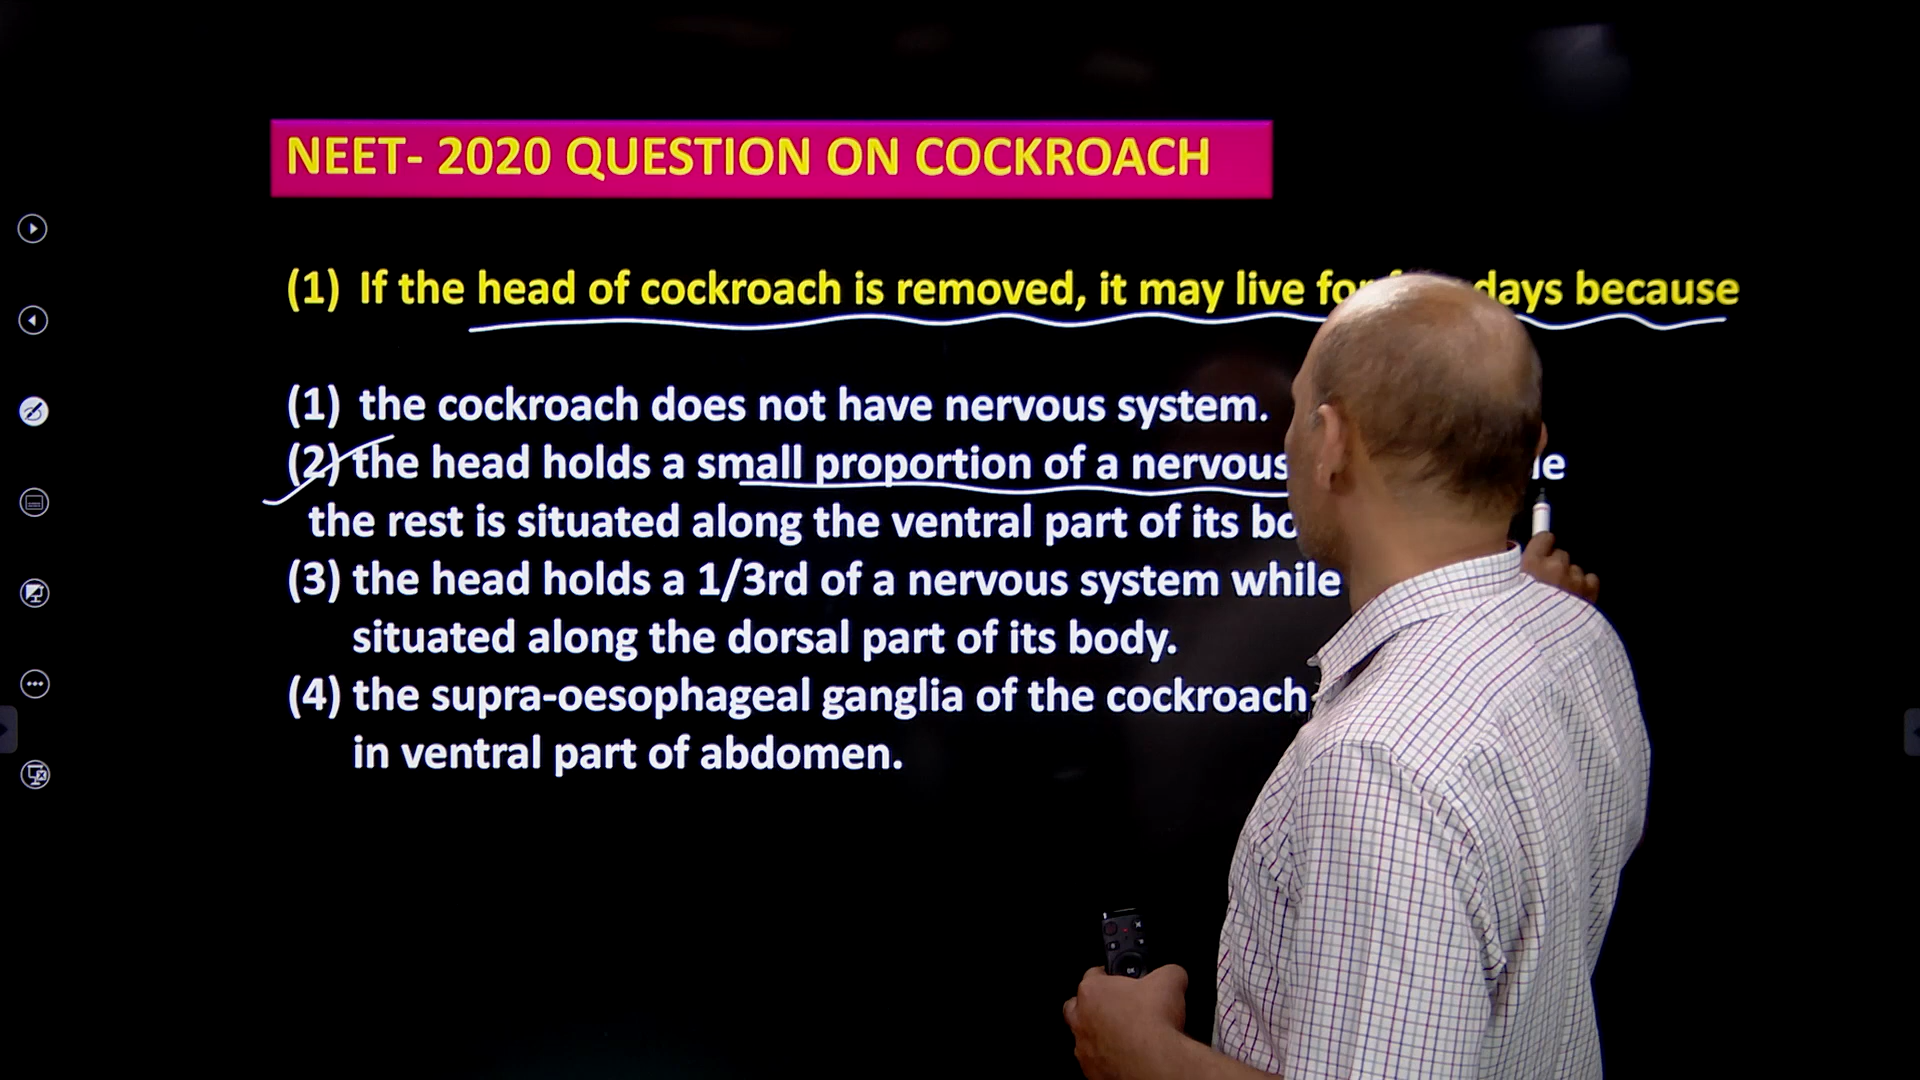 NEET- 2020 QUESTION ON COCKROACH
(1) If the head of cockroach is removed, it may live for days because
(1) the cockroach does not have nervous system.
(2) the head holds a small proportion of a nervous
the rest is situated along the ventral part of its
(3) the head holds a 1/3rd of a nervous system while
situated along the dorsal part of its body.
(4) the supra-oesophageal ganglia of the cockroach
in ventral part of abdomen.